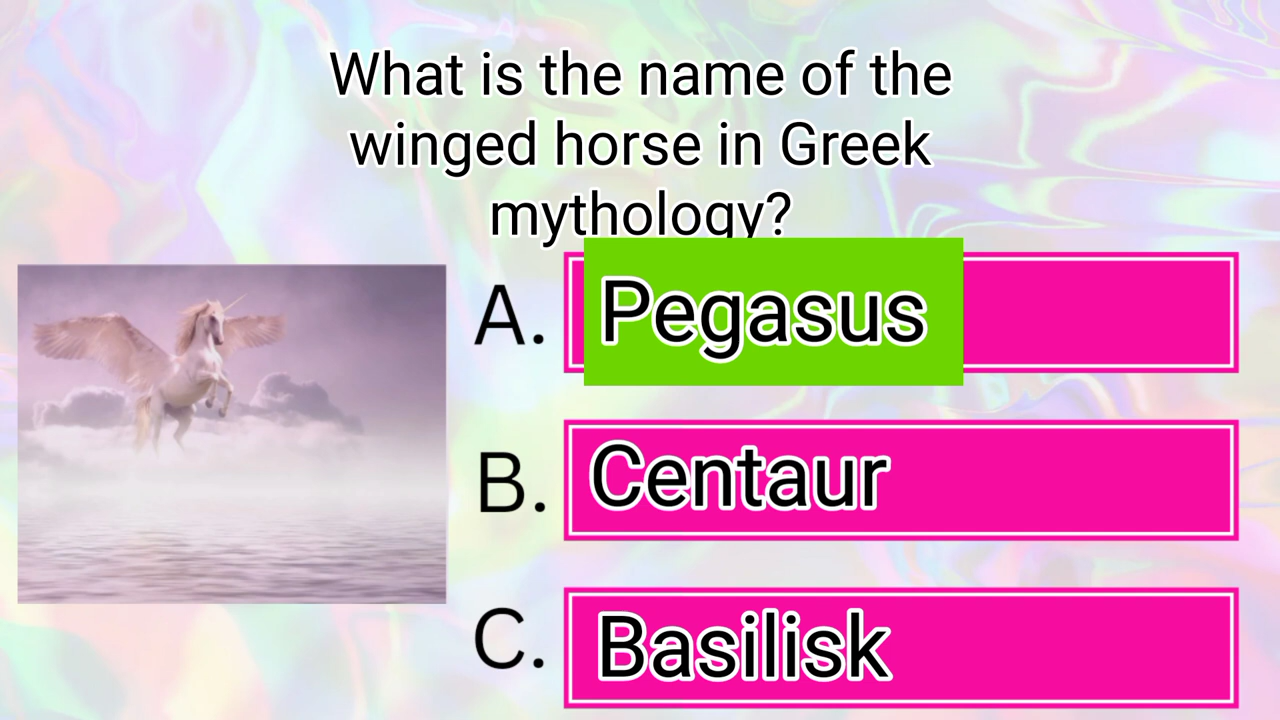 What is the name of the
winged horse in Greek
mythology?
A. Pegasus
B. Centaur
C. Basilisk